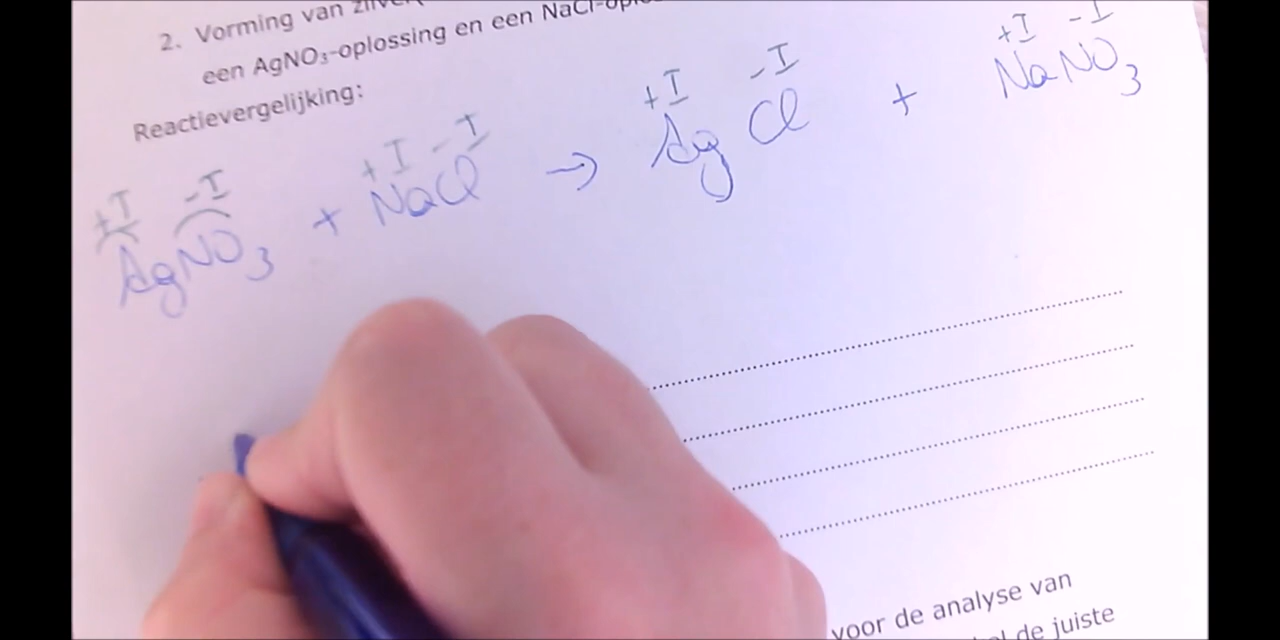 2. Vorming van
een AgNO₃-oplossing en een NaCl-
Reactievergelijking:
+I -I +I -I +I -I +I -I
AgNO₃ + NaCl → AgCl + NaNO₃
voor de analyse van
de juiste